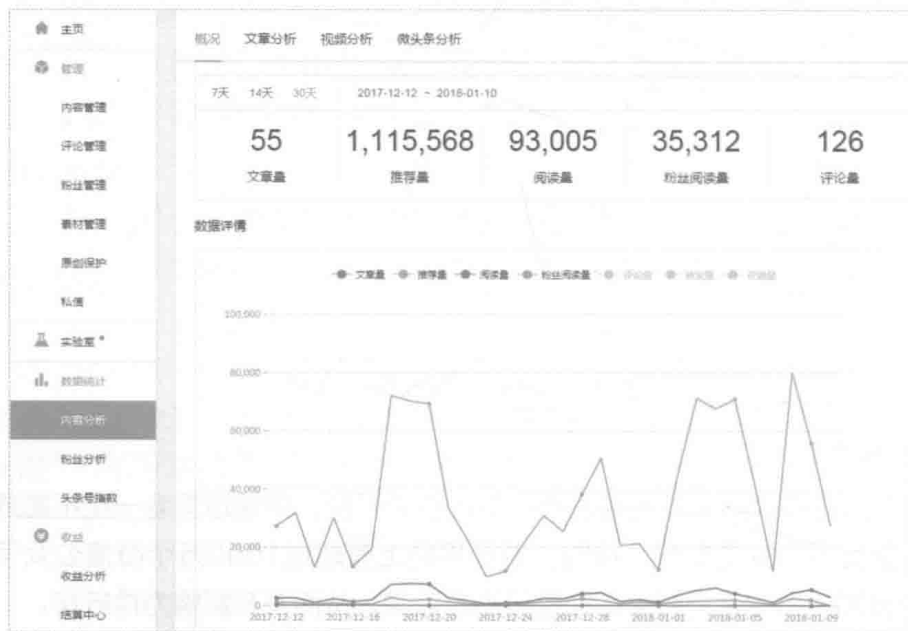 主页
管理
内容管理
评论管理
粉丝管理
素材管理
原创保护
私信
实验室
数据统计
内容分析
粉丝分析
头条号指数
收益
收益分析
结算中心
概况 文章分析 视频分析 微头条分析
7天 14天 30天 2017-12-12 ~ 2018-01-10
55 1,115,568 93,005 35,312 126
文章量 推荐量 阅读量 粉丝阅读量 评论量
数据详情
文章量 推荐量 阅读量 粉丝阅读量 评论量 转发量 收藏量
100,000
80,000
60,000
40,000
20,000
0
2017-12-12 2017-12-16 2017-12-20 2017-12-24 2017-12-28 2018-01-01 2018-01-05 2018-01-09